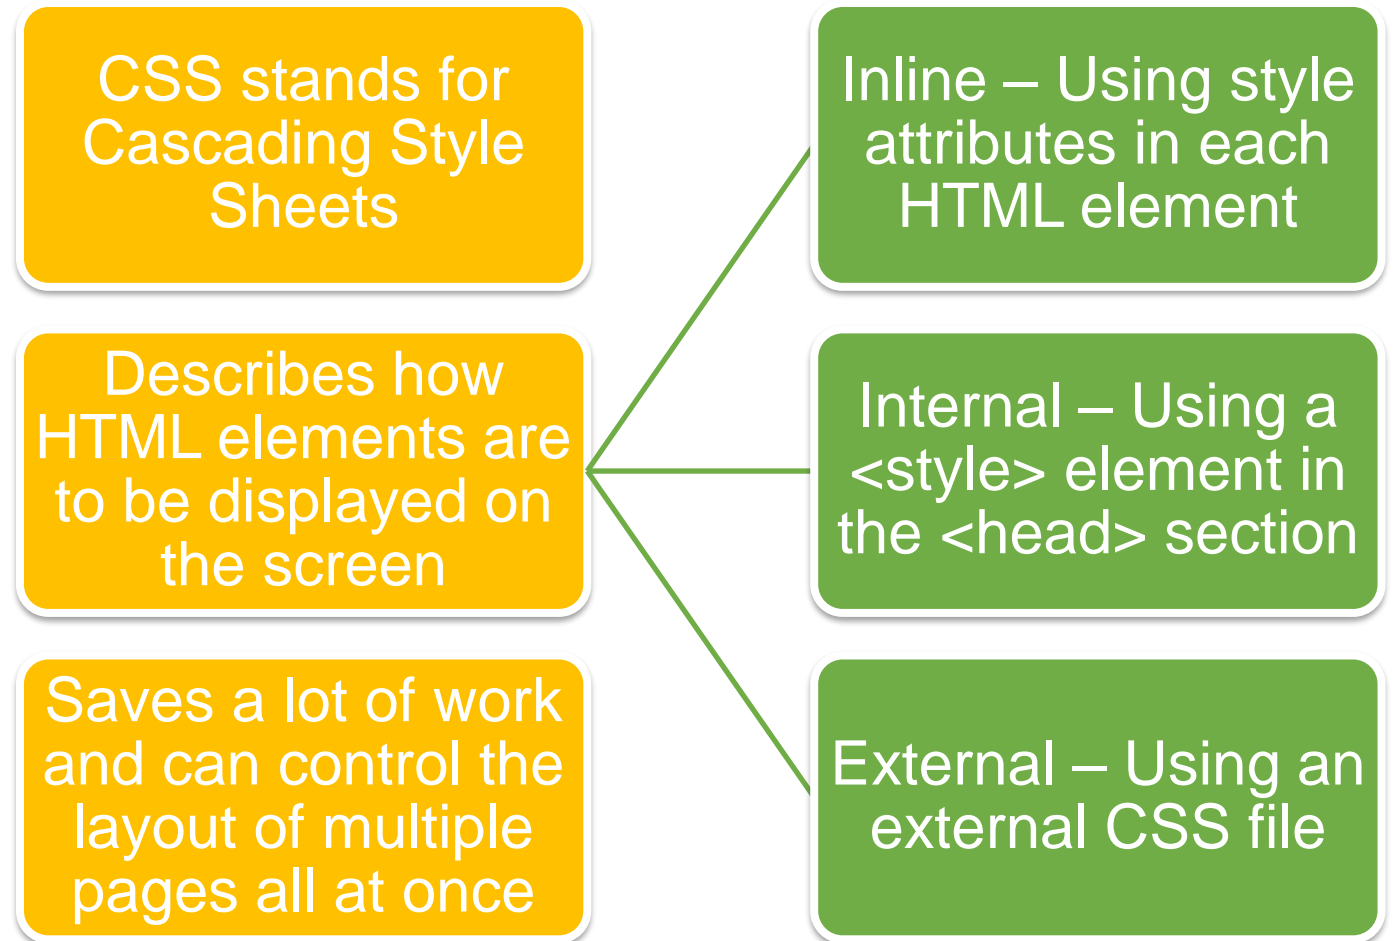 CSS stands for
Cascading Style
Sheets
Describes how
HTML elements are
to be displayed on
the screen
Saves a lot of work
and can control the
layout of multiple
pages all at once
Inline – Using style
attributes in each
HTML element
Internal – Using a
<style> element in
the <head> section
External – Using an
external CSS file